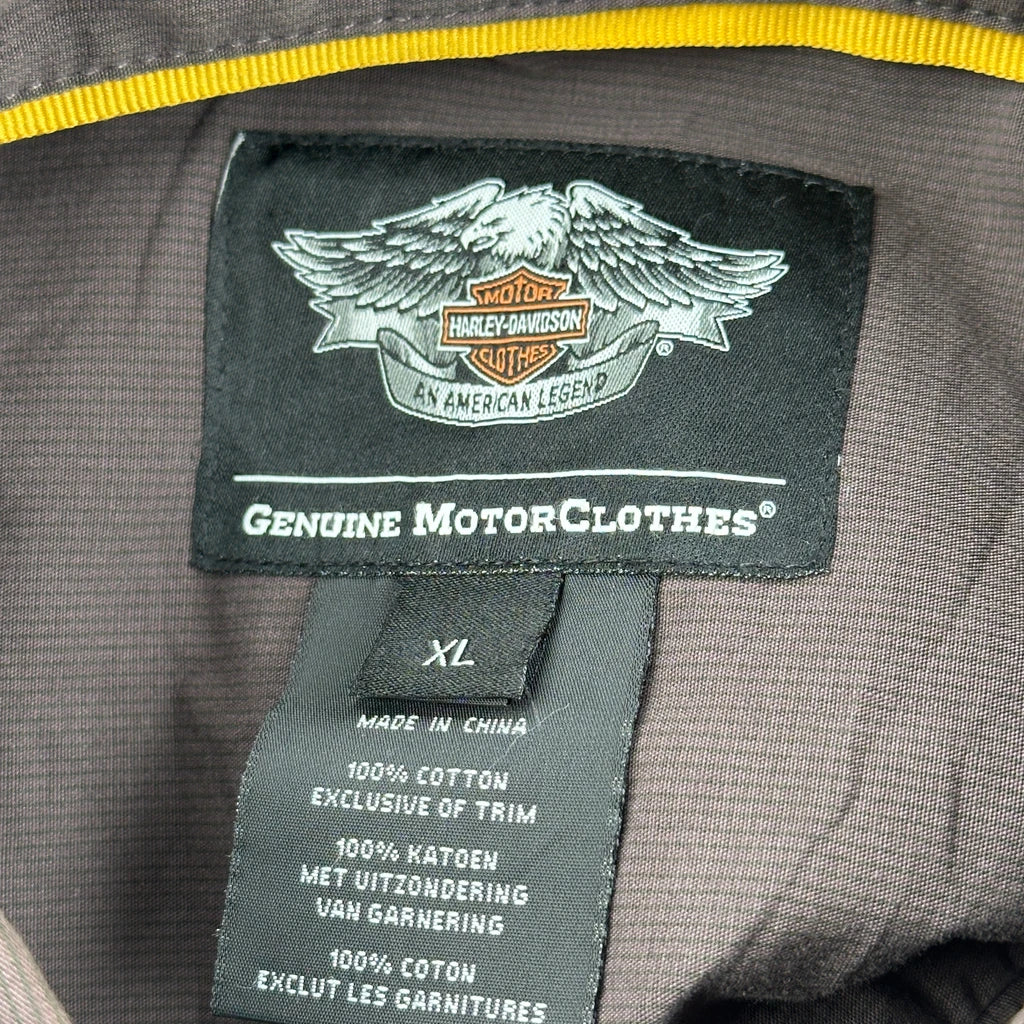 MOTOR
HARLEY-DAVIDSON
CLOTHES
®
AN AMERICAN LEGEND
GENUINE MOTORCLOTHES®
XL
MADE IN CHINA
100% COTTON
EXCLUSIVE OF TRIM
100% KATOEN
MET UITZONDERING
VAN GARNERING
100% COTON
EXCLUT LES GARNITURES